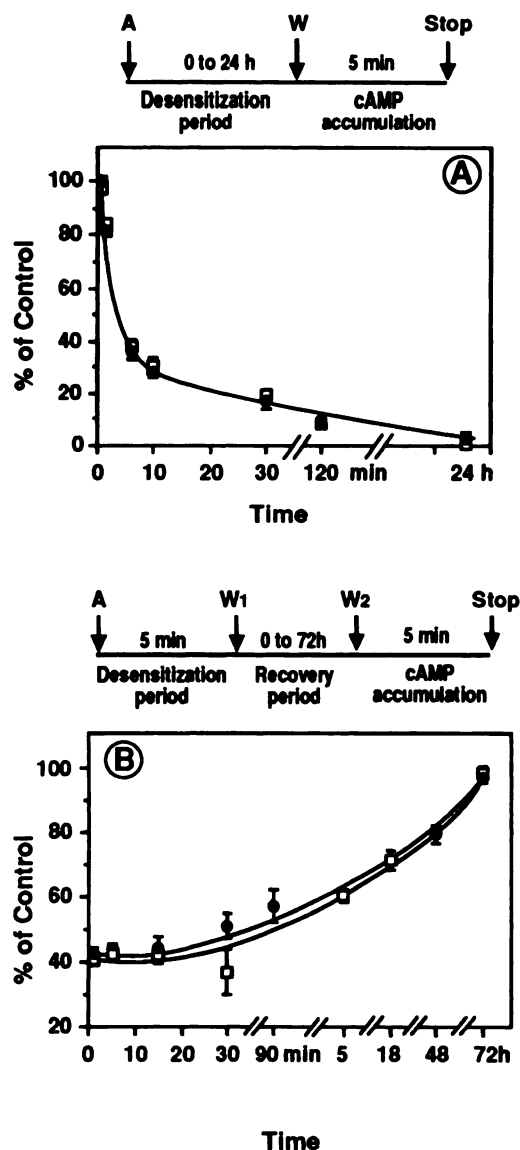 A W Stop
0 to 24 h 5 min
Desensitization cAMP
period accumulation
A
% of Control
100
80
60
40
20
0
0 10 20 30 120 min 24 h
Time
A W1 W2 Stop
5 min 0 to 72h 5 min
Desensitization Recovery cAMP
period period accumulation
B
% of Control
100
80
60
40
20
0 10 20 30 90 min 5 18 48 72h
Time